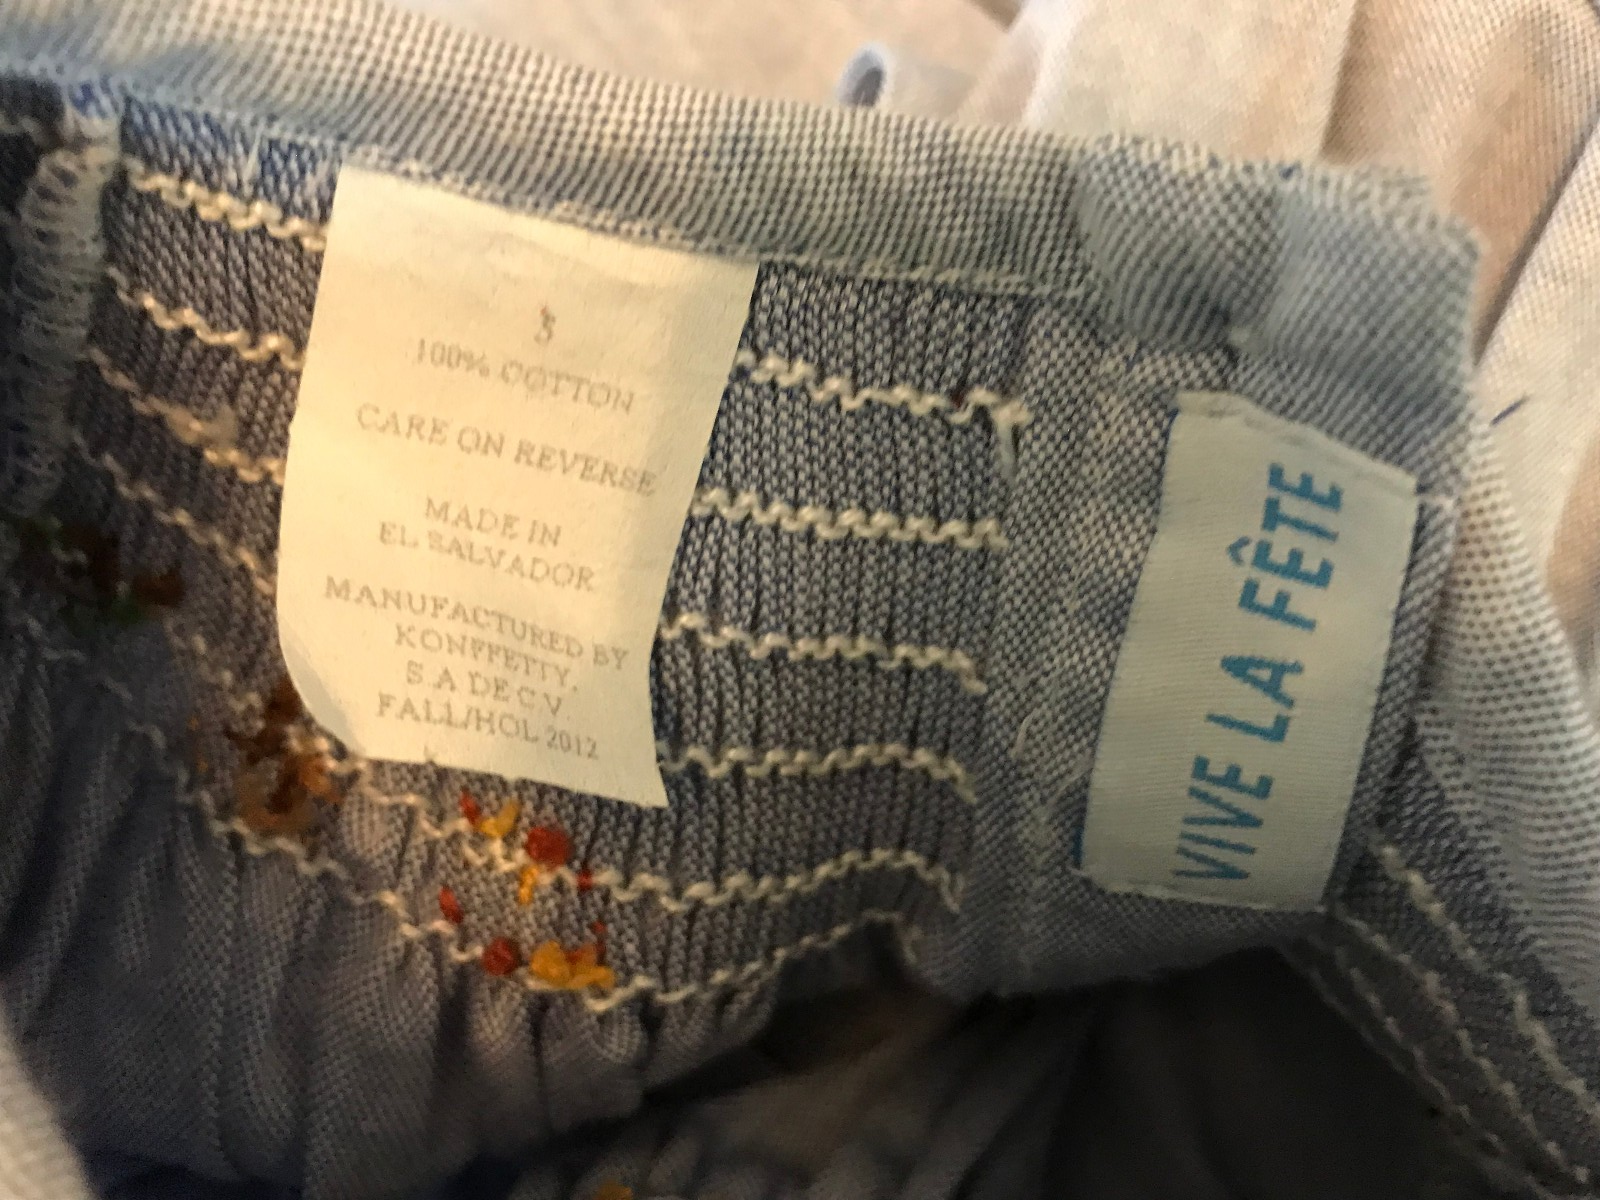 3
100% COTTON
CARE ON REVERSE
MADE IN
EL SALVADOR
MANUFACTURED BY
KONFFETTY,
S.A DE C V
FALL/HOL 2012
VIVE LA FÊTE